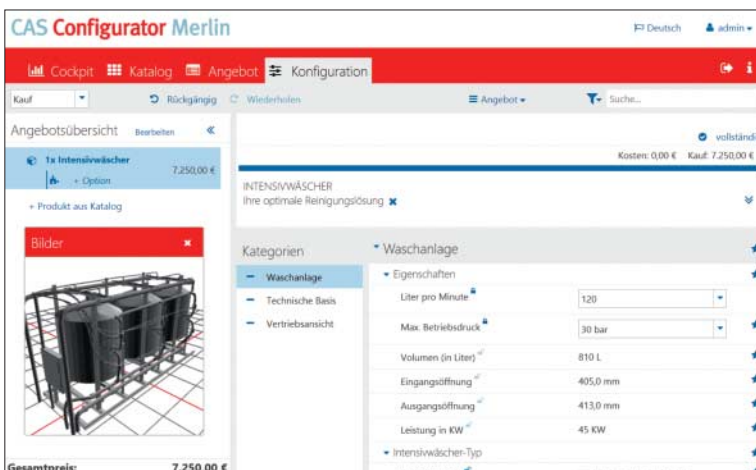 CAS Configurator Merlin
Deutsch admin
Cockpit Katalog Angebot Konfiguration
Kauf Rückgängig Wiederholen Angebot Suche...
Angebotsübersicht Bearbeiten
vollständi
Kosten: 0,00 € Kauf: 7.250,00 €
1x Intensivwäscher
7.250,00 €
+ Option
+ Produkt aus Katalog
INTENSIVWÄSCHER
Ihre optimale Reinigungslösung
Bilder
Kategorien
Waschanlage
Technische Basis
Vertriebsansicht
Waschanlage
Eigenschaften
Liter pro Minute 120
Max. Betriebsdruck 30 bar
Volumen (in Liter) 810 L
Eingangsöffnung 405,0 mm
Ausgangsöffnung 413,0 mm
Leistung in KW 45 KW
Intensivwäscher-Typ
Gesamtpreis: 7.250,00 €